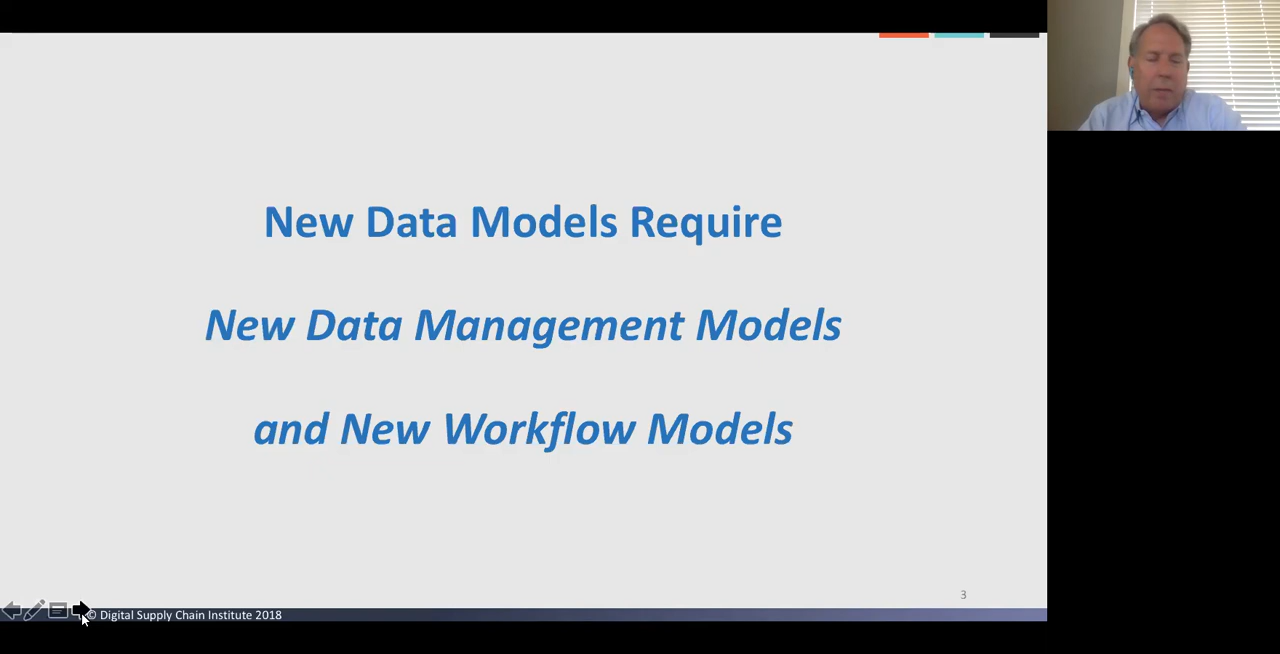 New Data Models Require
New Data Management Models
and New Workflow Models
3
© Digital Supply Chain Institute 2018